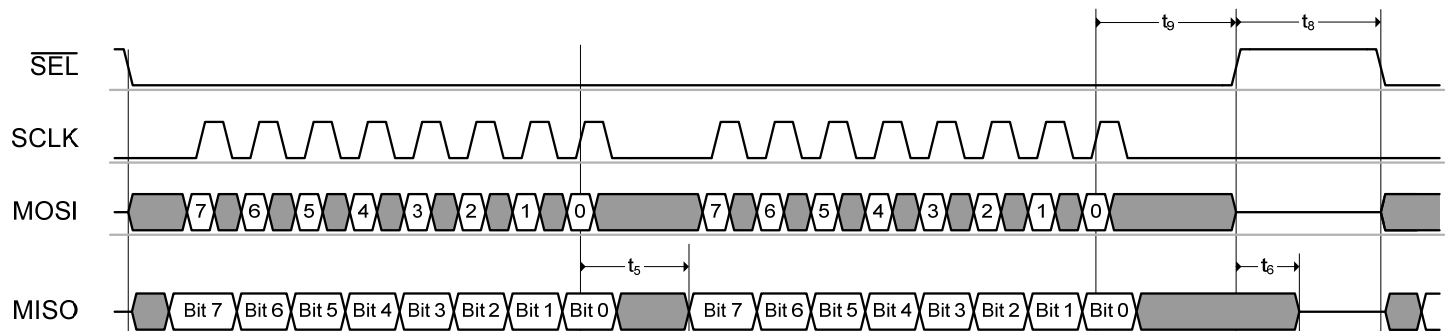 t9 t8
SEL
SCLK
MOSI 7 6 5 4 3 2 1 0 7 6 5 4 3 2 1 0
t5 t6
MISO Bit 7 Bit 6 Bit 5 Bit 4 Bit 3 Bit 2 Bit 1 Bit 0 Bit 7 Bit 6 Bit 5 Bit 4 Bit 3 Bit 2 Bit 1 Bit 0